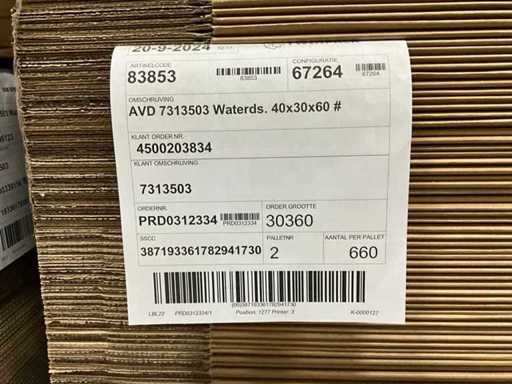 20-9-2024
ARTIKELCODE
83853
83853
CONFIGURATIE
67264
67264
OMSCHRIJVING
AVD 7313503 Waterds. 40x30x60 #
KLANT ORDER NR.
4500203834
KLANT OMSCHRIJVING
7313503
ORDERNR.
PRD0312334
PRD0312334
ORDER GROOTTE
30360
SSCC
387193361782941730
PALLETNR
2
AANTAL PER PALLET
660
(00)387193361782941730
LBL22 PRD0312334/1 Position: 1277 Printer: 3 K-0000127